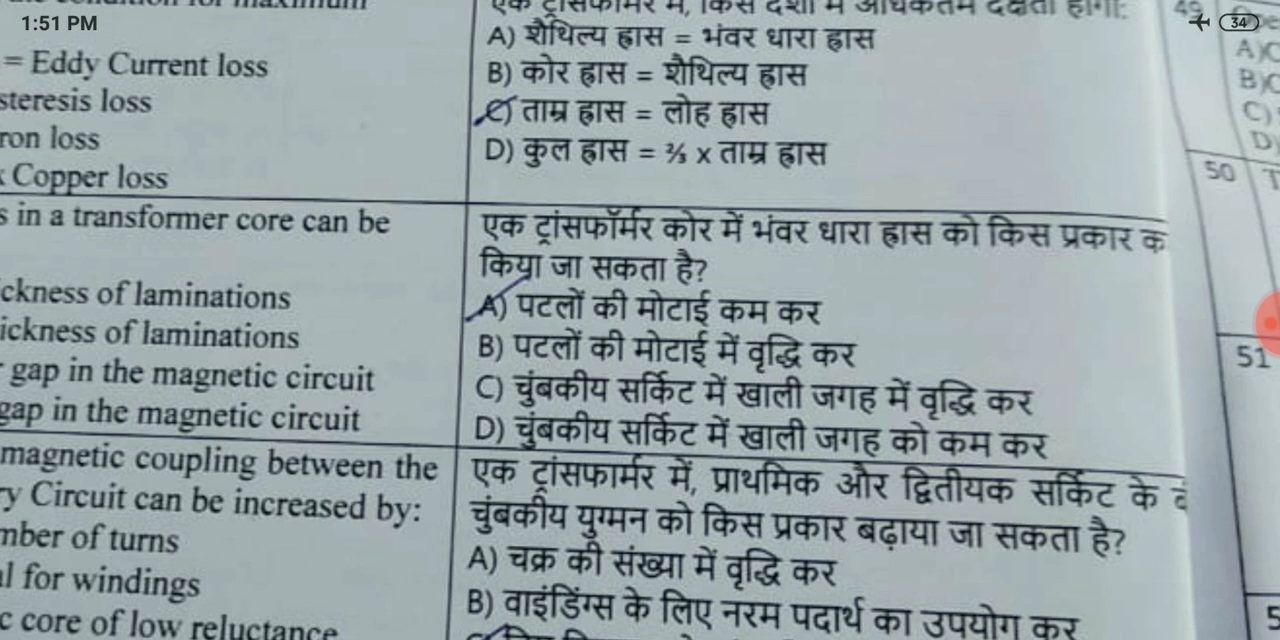 1:51 PM
34
= Eddy Current loss
steresis loss
ron loss
Copper loss
s in a transformer core can be
ckness of laminations
ickness of laminations
gap in the magnetic circuit
gap in the magnetic circuit
magnetic coupling between the
ry Circuit can be increased by:
mber of turns
l for windings
c core of low reluctance
A) शैथिल्य ह्रास = भंवर धारा ह्रास
B) कोर ह्रास = शैथिल्य ह्रास
C) ताम्र ह्रास = लोह ह्रास
D) कुल ह्रास = ⅔ x ताम्र ह्रास
एक ट्रांसफॉर्मर कोर में भंवर धारा ह्रास को किस प्रकार क
किया जा सकता है?
A) पटलों की मोटाई कम कर
B) पटलों की मोटाई में वृद्धि कर
C) चुंबकीय सर्किट में खाली जगह में वृद्धि कर
D) चुंबकीय सर्किट में खाली जगह को कम कर
एक ट्रांसफार्मर में, प्राथमिक और द्वितीयक सर्किट के
चुंबकीय युग्मन को किस प्रकार बढ़ाया जा सकता है?
A) चक्र की संख्या में वृद्धि कर
B) वाइंडिंग्स के लिए नरम पदार्थ का उपयोग कर
49
A)
B)
C)
D)
50
51